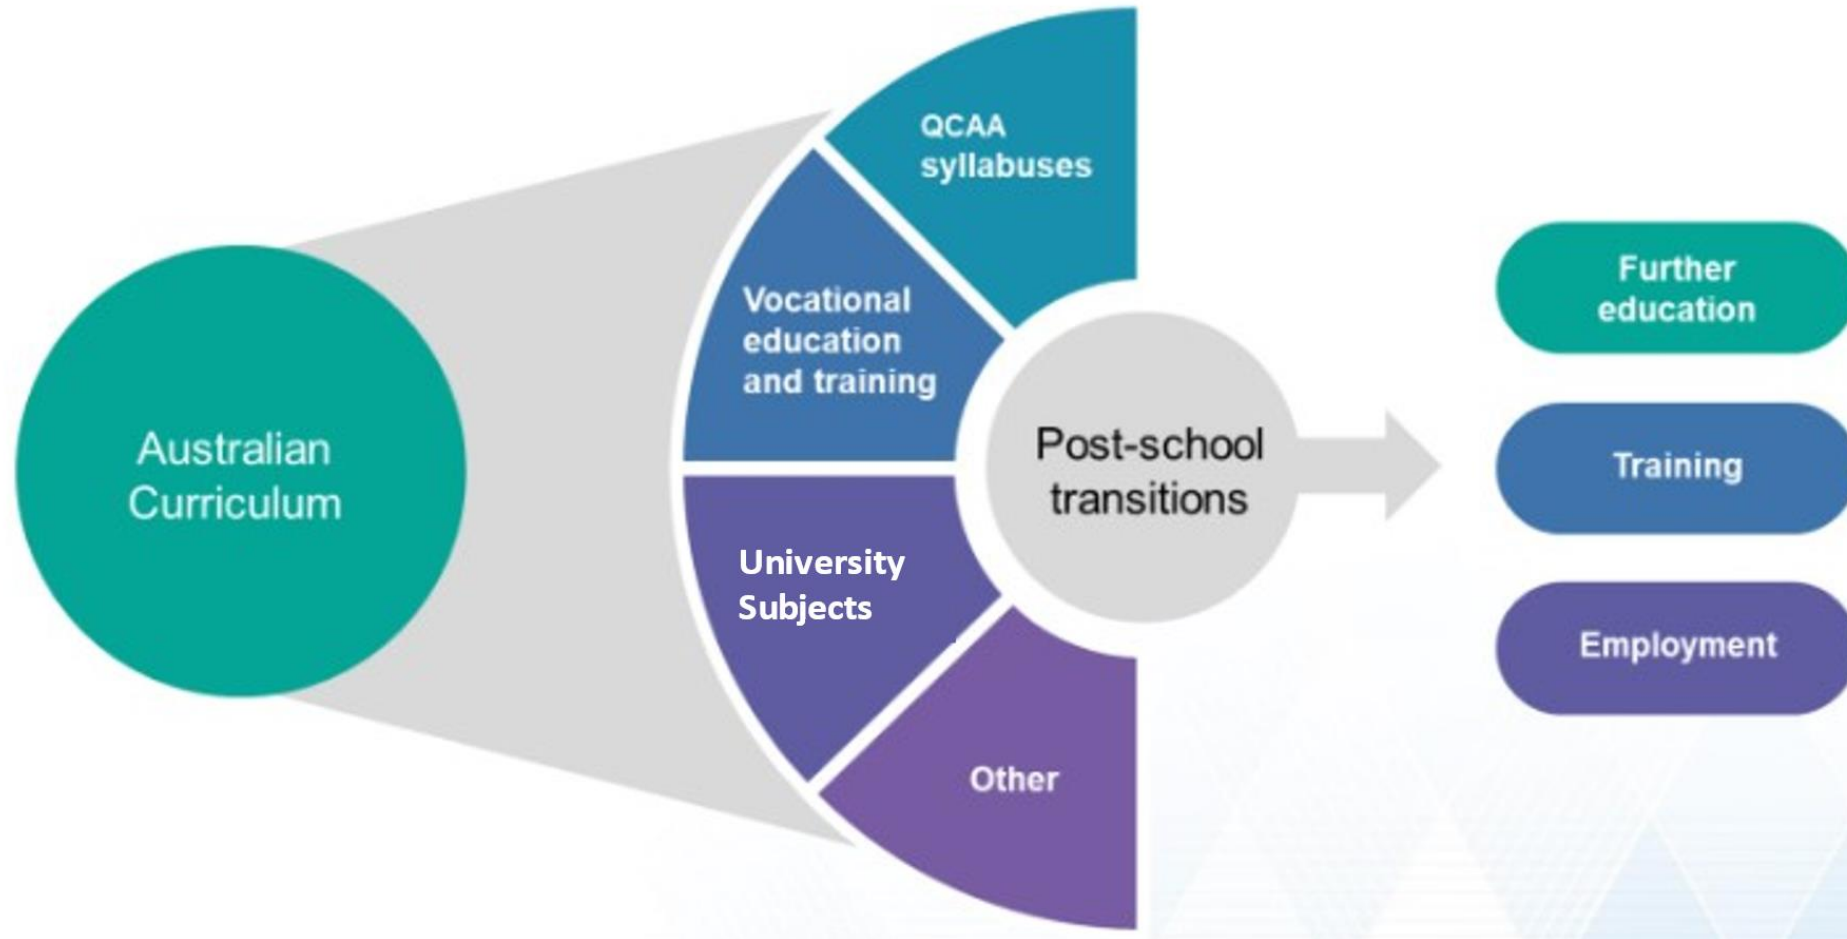 Australian
Curriculum
QCAA
syllabuses
Vocational
education
and training
University
Subjects
Other
Post-school
transitions
Further
education
Training
Employment